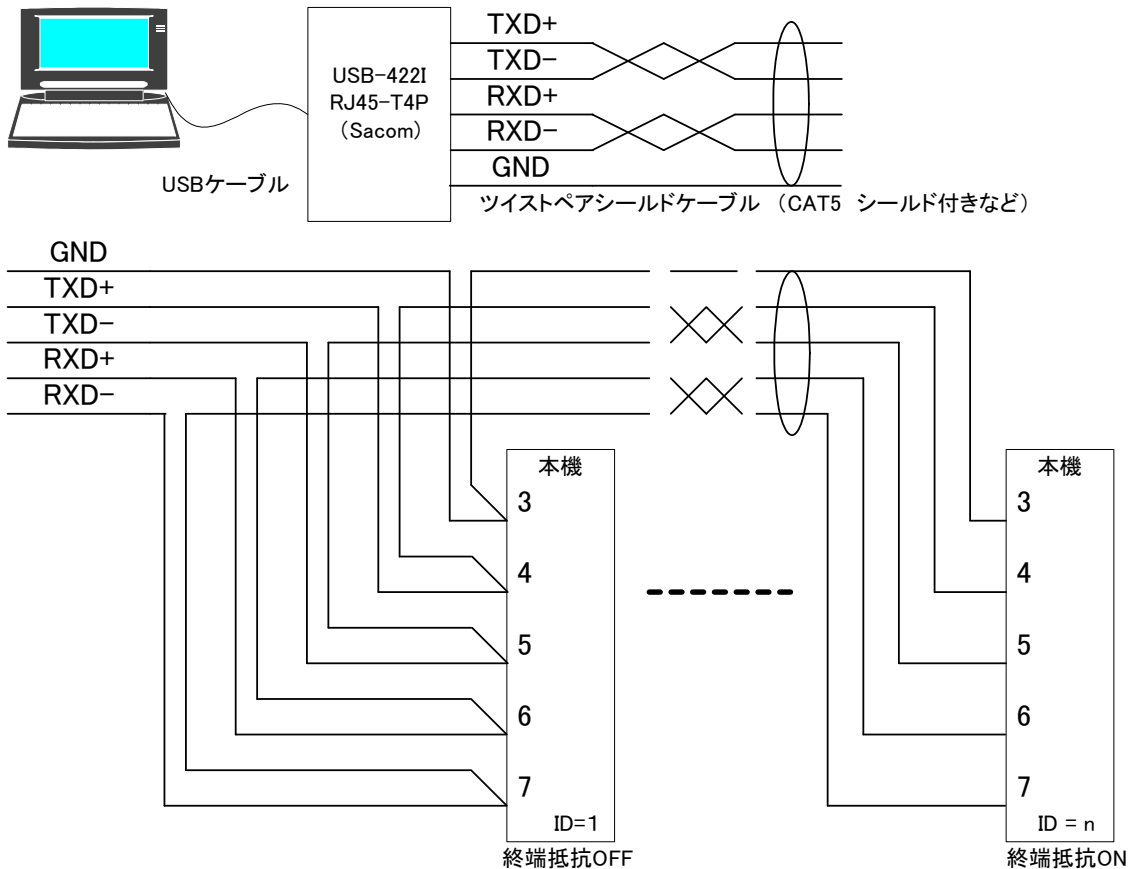 TXD+
TXD-
RXD+
RXD-
GND
USB-422I
RJ45-T4P
(Sacom)
USBケーブル
ツイストペアシールドケーブル (CAT5 シールド付きなど)
GND
TXD+
TXD-
RXD+
RXD-
本機
3
4
5
6
7
ID=1
終端抵抗OFF
本機
3
4
5
6
7
ID = n
終端抵抗ON